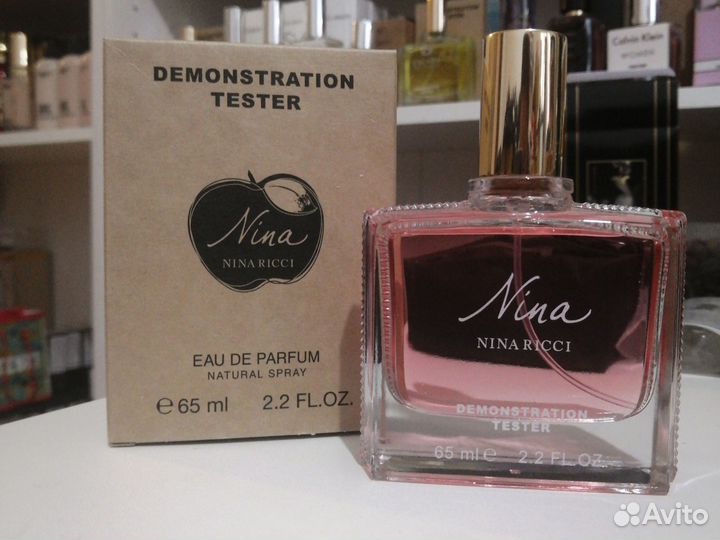 DEMONSTRATION
TESTER
Nina
NINA RICCI
EAU DE PARFUM
NATURAL SPRAY
e 65 ml 2.2 FL.OZ.
Nina
NINA RICCI
DEMONSTRATION
TESTER
65 ml e 2.2 FL.OZ.
Calvin Klein
WOMEN
Avito